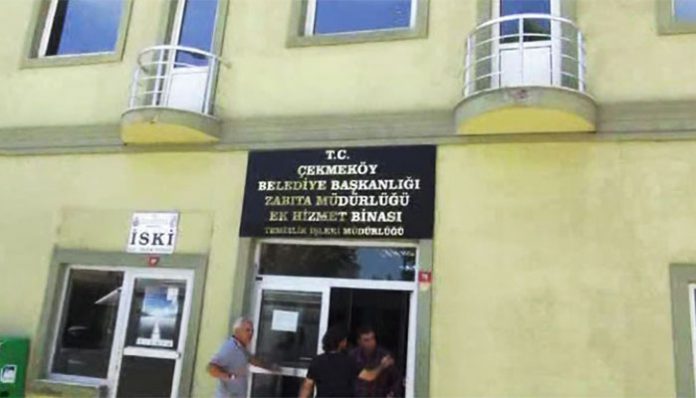 T.C.
ÇEKMEKÖY
BELEDİYE BAŞKANLIĞI
ZABITA MÜDÜRLÜĞÜ
EK HİZMET BİNASI
TEMİZLİK İŞLERİ MÜDÜRLÜĞÜ
İSKİ